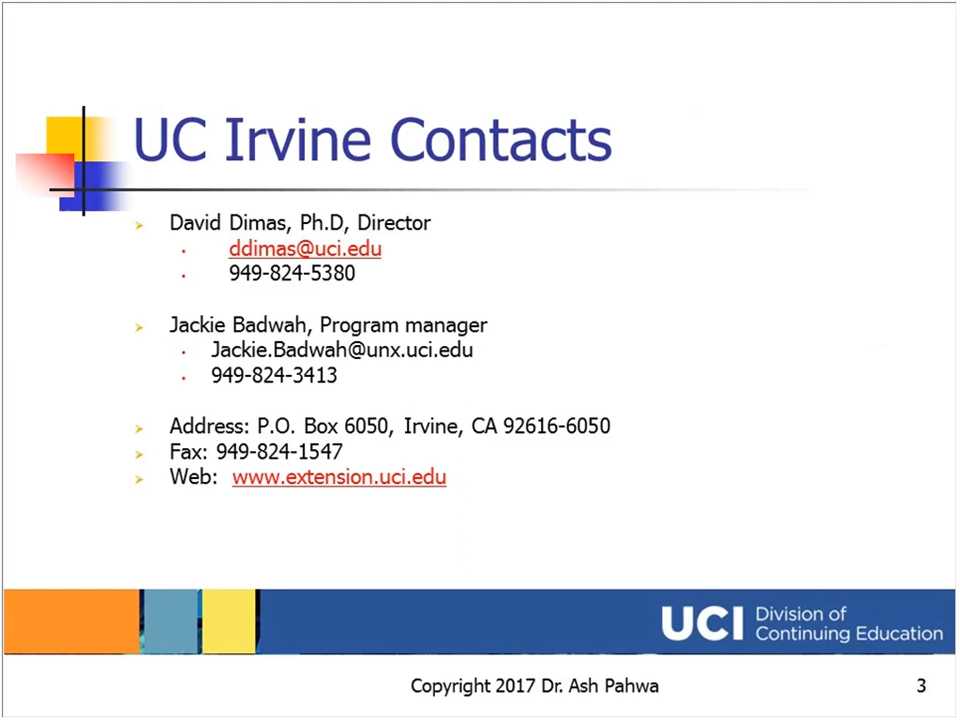 UC Irvine Contacts
David Dimas, Ph.D, Director
ddimas@uci.edu
949-824-5380
Jackie Badwah, Program manager
Jackie.Badwah@unx.uci.edu
949-824-3413
Address: P.O. Box 6050, Irvine, CA 92616-6050
Fax: 949-824-1547
Web: www.extension.uci.edu
UCI Division of
Continuing Education
Copyright 2017 Dr. Ash Pahwa
3